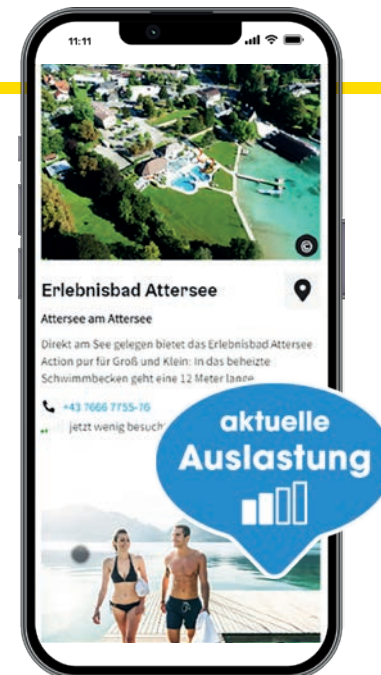 11:11
©
Erlebnisbad Attersee
Attersee am Attersee
Direkt am See gelegen bietet das Erlebnisbad Attersee
Action pur für Groß und Klein: In das beheizte
Schwimmbecken geht eine 12 Meter lange
+43 7666 7755-76
jetzt wenig besuch
aktuelle
Auslastung